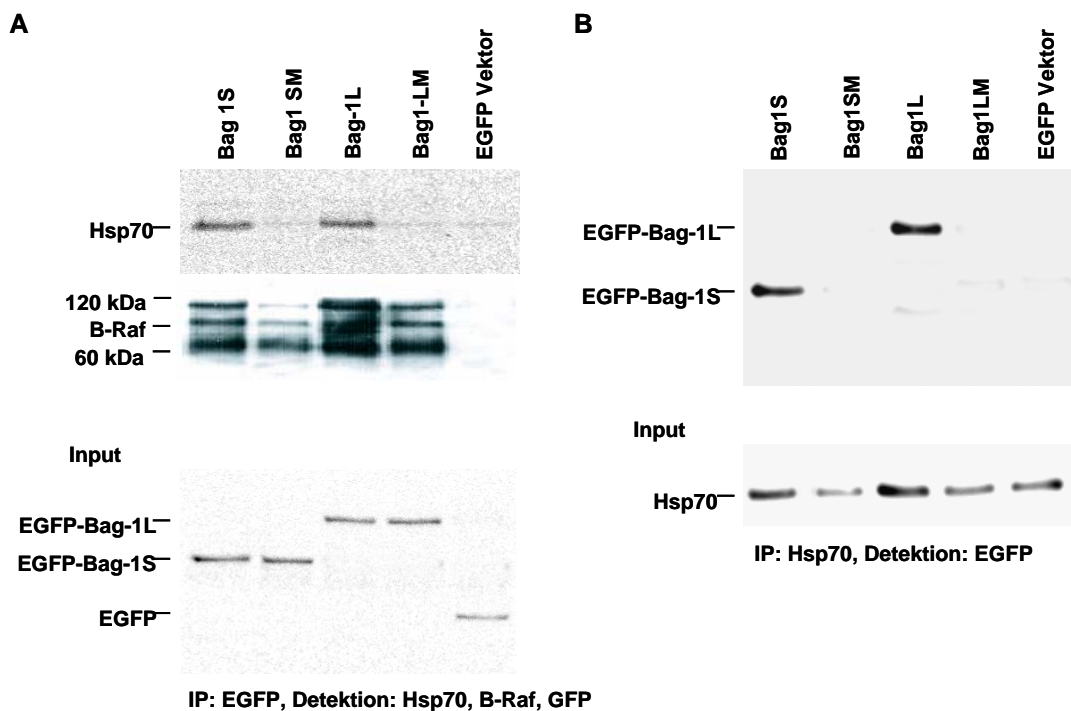 A
Bag 1S
Bag1 SM
Bag-1L
Bag1-LM
EGFP Vektor
Hsp70
120 kDa
B-Raf
60 kDa
Input
EGFP-Bag-1L
EGFP-Bag-1S
EGFP
IP: EGFP, Detektion: Hsp70, B-Raf, GFP
B
Bag1S
Bag1SM
Bag1L
Bag1LM
EGFP Vektor
EGFP-Bag-1L
EGFP-Bag-1S
Input
Hsp70
IP: Hsp70, Detektion: EGFP